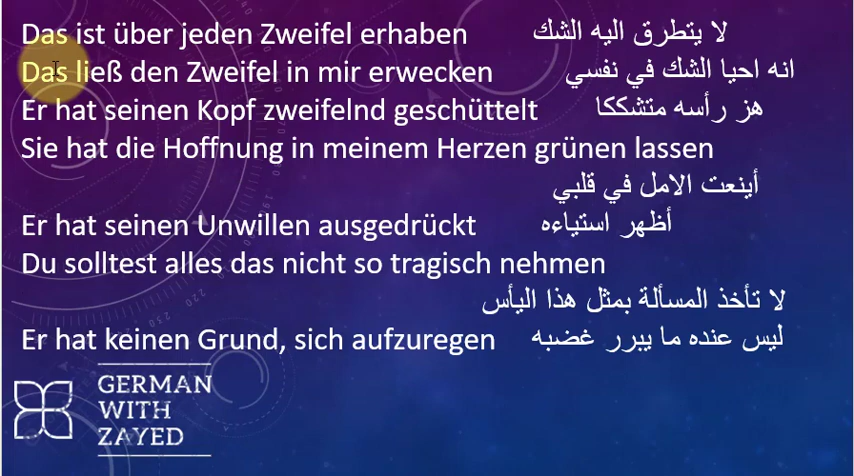 Das ist über jeden Zweifel erhaben لا يتطرق اليه الشك
Das ließ den Zweifel in mir erwecken انه احيا الشك في نفسي
Er hat seinen Kopf zweifelnd geschüttelt هز رأسه متشككا
Sie hat die Hoffnung in meinem Herzen grünen lassen
أينعت الامل في قلبي
Er hat seinen Unwillen ausgedrückt أظهر استياءه
Du solltest alles das nicht so tragisch nehmen
لا تأخذ المسألة بمثل هذا اليأس
Er hat keinen Grund, sich aufzuregen ليس عنده ما يبرر غضبه
GERMAN
WITH
ZAYED